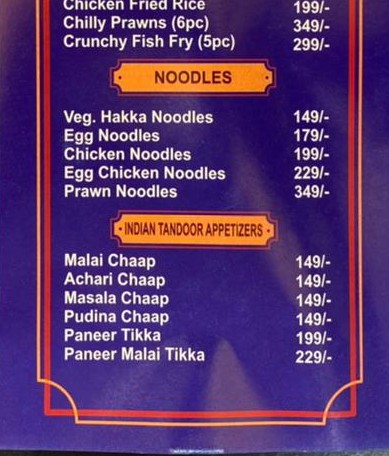 Chicken Fried Rice 199/-
Chilly Prawns (6pc) 349/-
Crunchy Fish Fry (5pc) 299/-
NOODLES
Veg. Hakka Noodles 149/-
Egg Noodles 179/-
Chicken Noodles 199/-
Egg Chicken Noodles 229/-
Prawn Noodles 349/-
INDIAN TANDOOR APPETIZERS
Malai Chaap 149/-
Achari Chaap 149/-
Masala Chaap 149/-
Pudina Chaap 149/-
Paneer Tikka 199/-
Paneer Malai Tikka 229/-